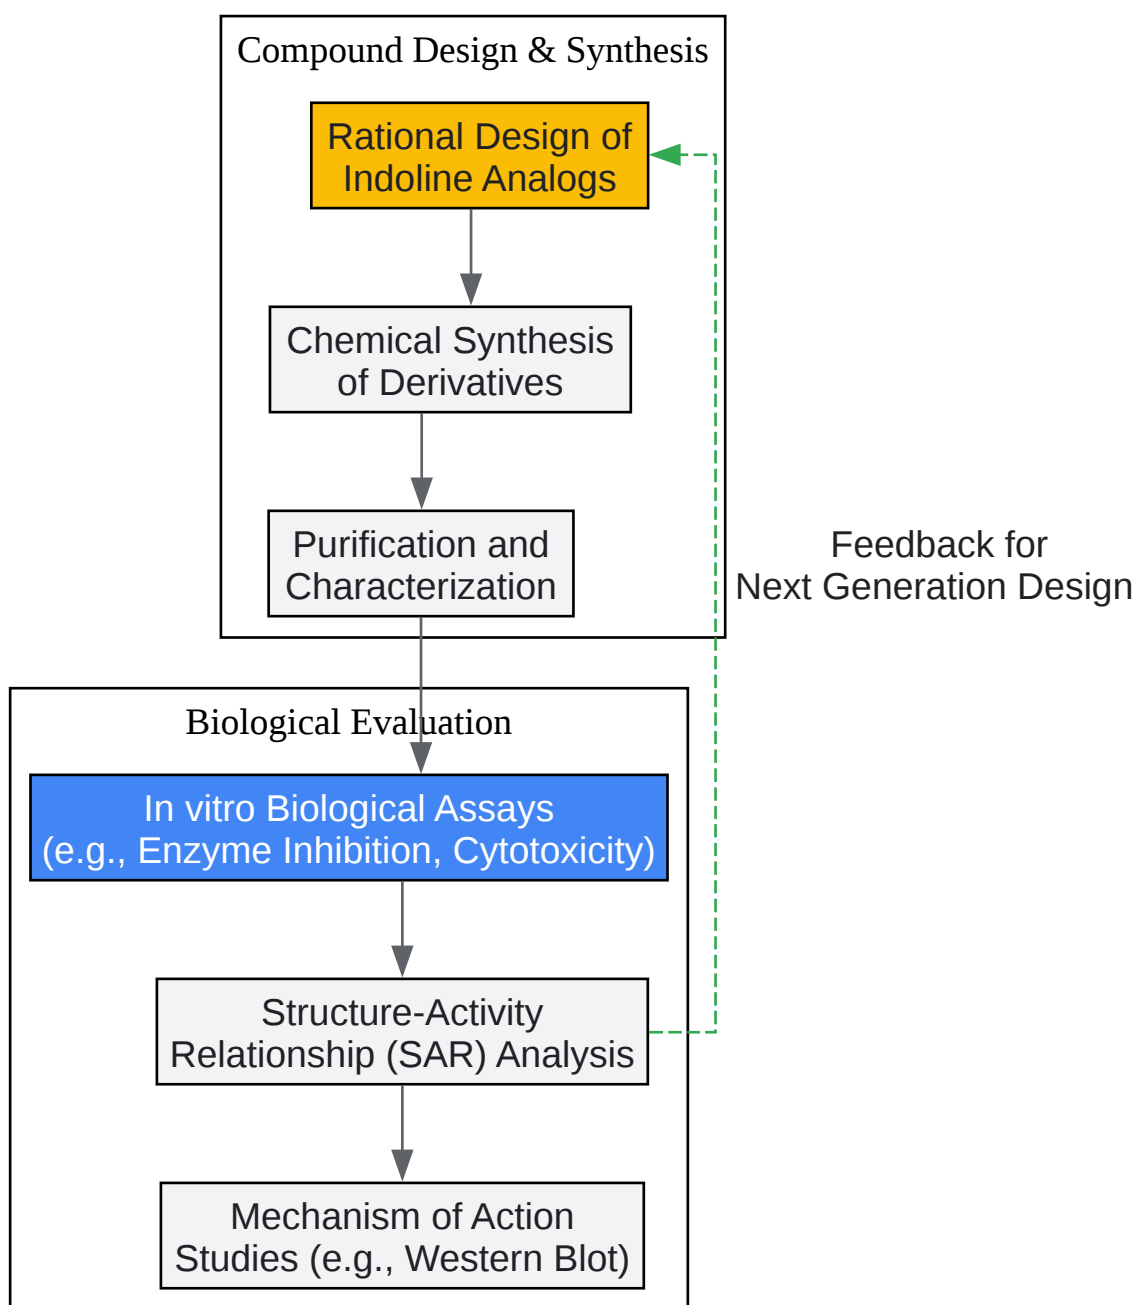 Compound Design & Synthesis
Rational Design of
Indoline Analogs
Chemical Synthesis
of Derivatives
Purification and
Characterization
Feedback for
Next Generation Design
Biological Evaluation
In vitro Biological Assays
(e.g., Enzyme Inhibition, Cytotoxicity)
Structure-Activity
Relationship (SAR) Analysis
Mechanism of Action
Studies (e.g., Western Blot)